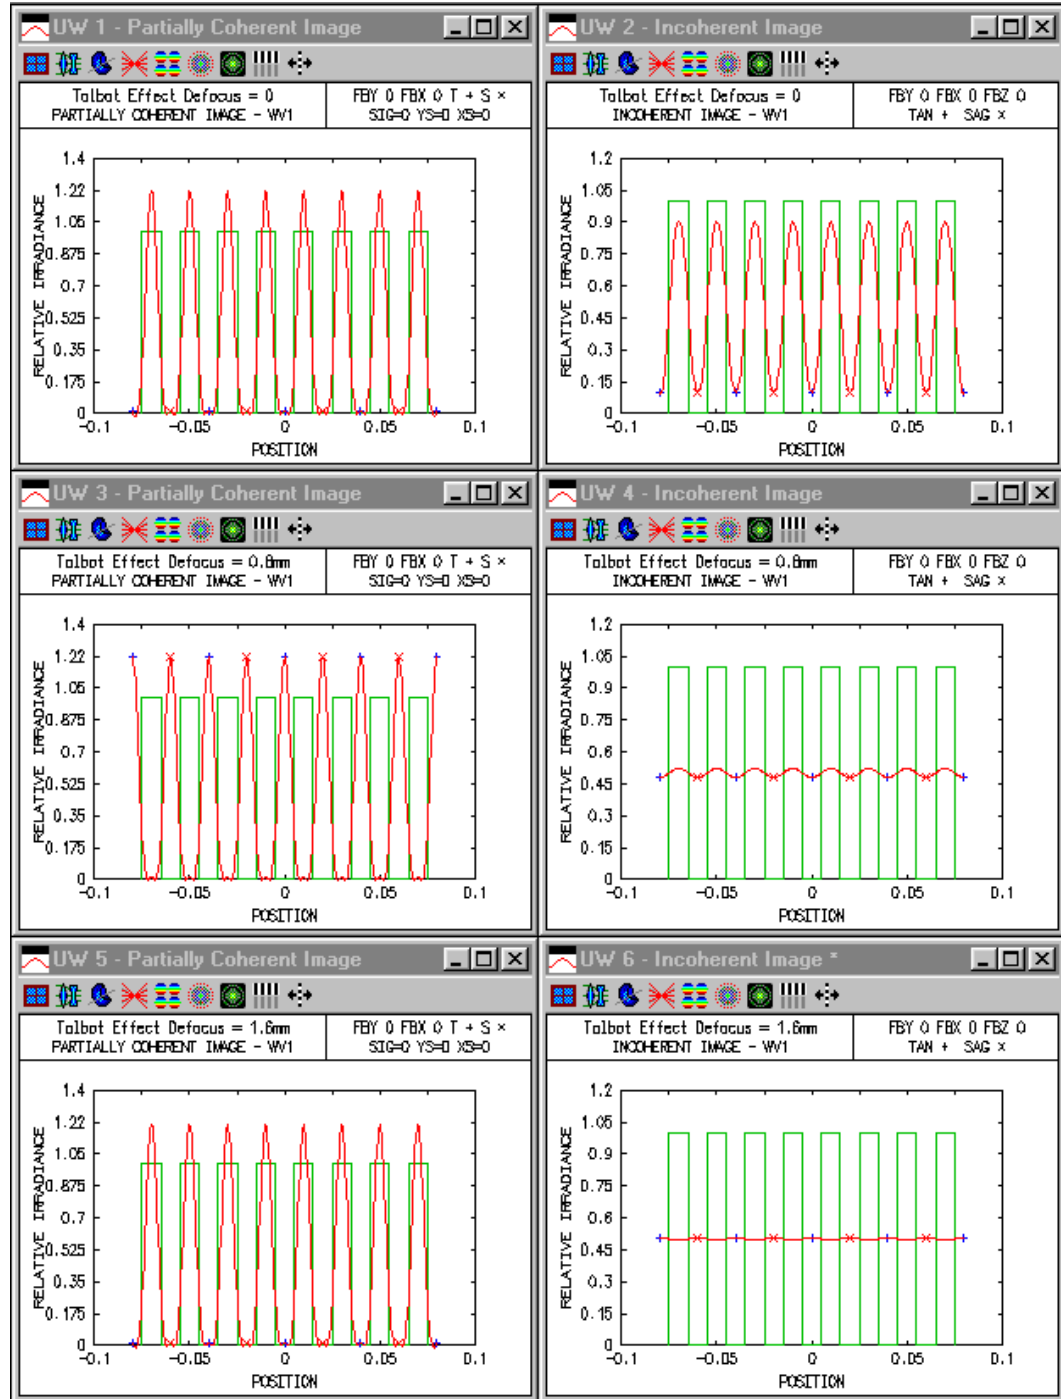 UW 1 - Partially Coherent Image
Talbot Effect Defocus = 0
PARTIALLY COHERENT IMAGE - WV1
FBY 0 FBX 0 T + S ×
SIG=0 YS=0 XS=0
RELATIVE IRRADIANCE
1.4
1.22
1.05
0.875
0.7
0.525
0.35
0.175
0
-0.1
-0.05
0
0.05
0.1
POSITION
UW 2 - Incoherent Image
Talbot Effect Defocus = 0
INCOHERENT IMAGE - WV1
FBY 0 FBX 0 FBZ 0
TAN + SAG ×
RELATIVE IRRADIANCE
1.2
1.05
0.9
0.75
0.6
0.45
0.3
0.15
0
-0.1
-0.05
0
0.05
0.1
POSITION
UW 3 - Partially Coherent Image
Talbot Effect Defocus = 0.8mm
PARTIALLY COHERENT IMAGE - WV1
FBY 0 FBX 0 T + S ×
SIG=0 YS=0 XS=0
RELATIVE IRRADIANCE
1.4
1.22
1.05
0.875
0.7
0.525
0.35
0.175
0
-0.1
-0.05
0
0.05
0.1
POSITION
UW 4 - Incoherent Image
Talbot Effect Defocus = 0.8mm
INCOHERENT IMAGE - WV1
FBY 0 FBX 0 FBZ 0
TAN + SAG ×
RELATIVE IRRADIANCE
1.2
1.05
0.9
0.75
0.6
0.45
0.3
0.15
0
-0.1
-0.05
0
0.05
0.1
POSITION
UW 5 - Partially Coherent Image
Talbot Effect Defocus = 1.6mm
PARTIALLY COHERENT IMAGE - WV1
FBY 0 FBX 0 T + S ×
SIG=0 YS=0 XS=0
RELATIVE IRRADIANCE
1.4
1.22
1.05
0.875
0.7
0.525
0.35
0.175
0
-0.1
-0.05
0
0.05
0.1
POSITION
UW 6 - Incoherent Image *
Talbot Effect Defocus = 1.6mm
INCOHERENT IMAGE - WV1
FBY 0 FBX 0 FBZ 0
TAN + SAG ×
RELATIVE IRRADIANCE
1.2
1.05
0.9
0.75
0.6
0.45
0.3
0.15
0
-0.1
-0.05
0
0.05
0.1
POSITION